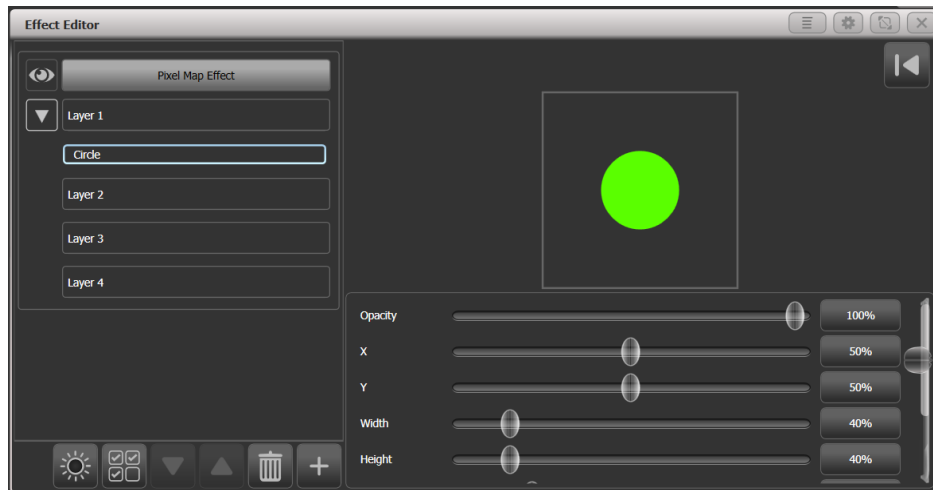 Effect Editor
Pixel Map Effect
Layer 1
Circle
Layer 2
Layer 3
Layer 4
Opacity 100%
X 50%
Y 50%
Width 40%
Height 40%